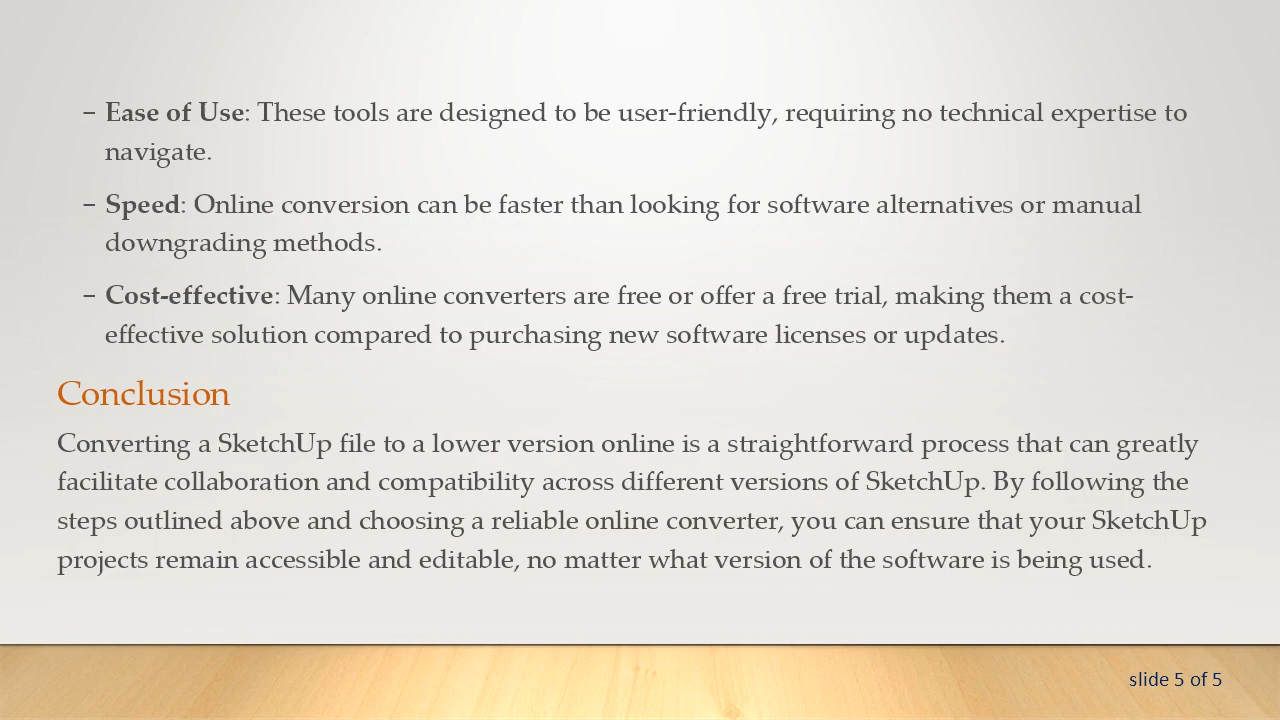 – Ease of Use: These tools are designed to be user-friendly, requiring no technical expertise to
navigate.
– Speed: Online conversion can be faster than looking for software alternatives or manual
downgrading methods.
– Cost-effective: Many online converters are free or offer a free trial, making them a cost-
effective solution compared to purchasing new software licenses or updates.
Conclusion
Converting a SketchUp file to a lower version online is a straightforward process that can greatly
facilitate collaboration and compatibility across different versions of SketchUp. By following the
steps outlined above and choosing a reliable online converter, you can ensure that your SketchUp
projects remain accessible and editable, no matter what version of the software is being used.
slide 5 of 5